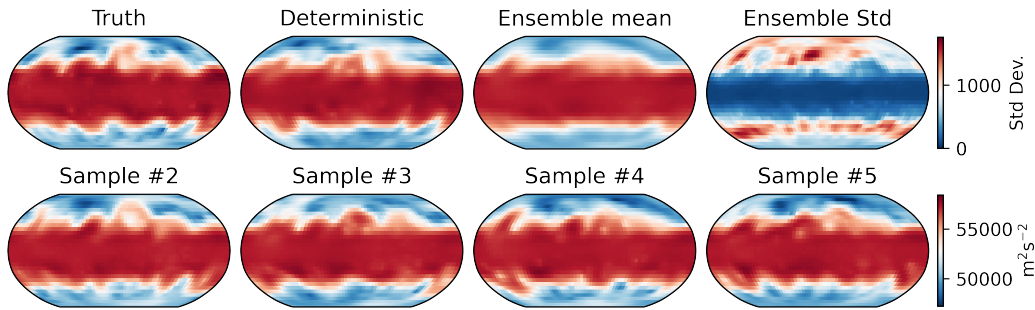 Truth
Deterministic
Ensemble mean
Ensemble Std
1000
0
Std Dev.
Sample #2
Sample #3
Sample #4
Sample #5
55000
50000
m²s⁻²